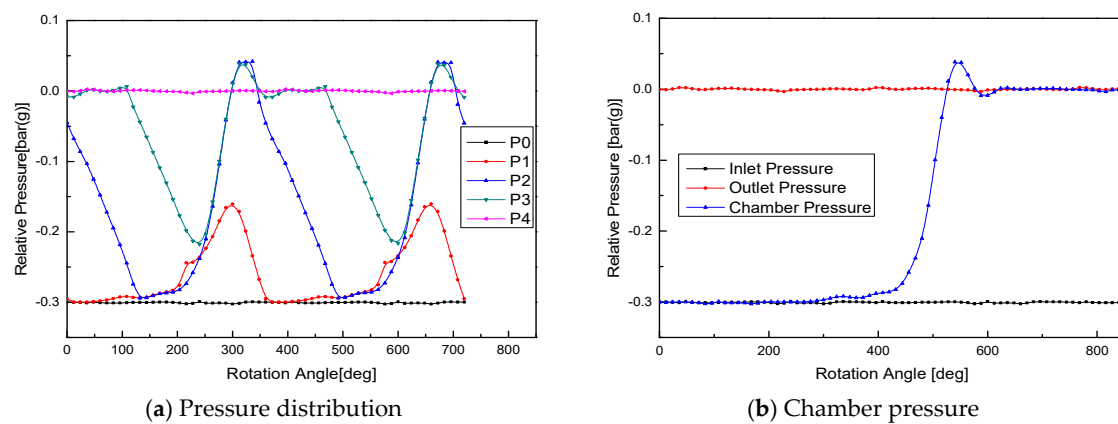 0.1
0.0
-0.1
-0.2
-0.3
Relative Pressure[bar(g)]
P0
P1
P2
P3
P4
0 100 200 300 400 500 600 700 800
Rotation Angle[deg]
(a) Pressure distribution
0.1
0.0
-0.1
-0.2
-0.3
Relative Pressure [bar(g)]
Inlet Pressure
Outlet Pressure
Chamber Pressure
0 200 400 600 800
Rotation Angle [deg]
(b) Chamber pressure